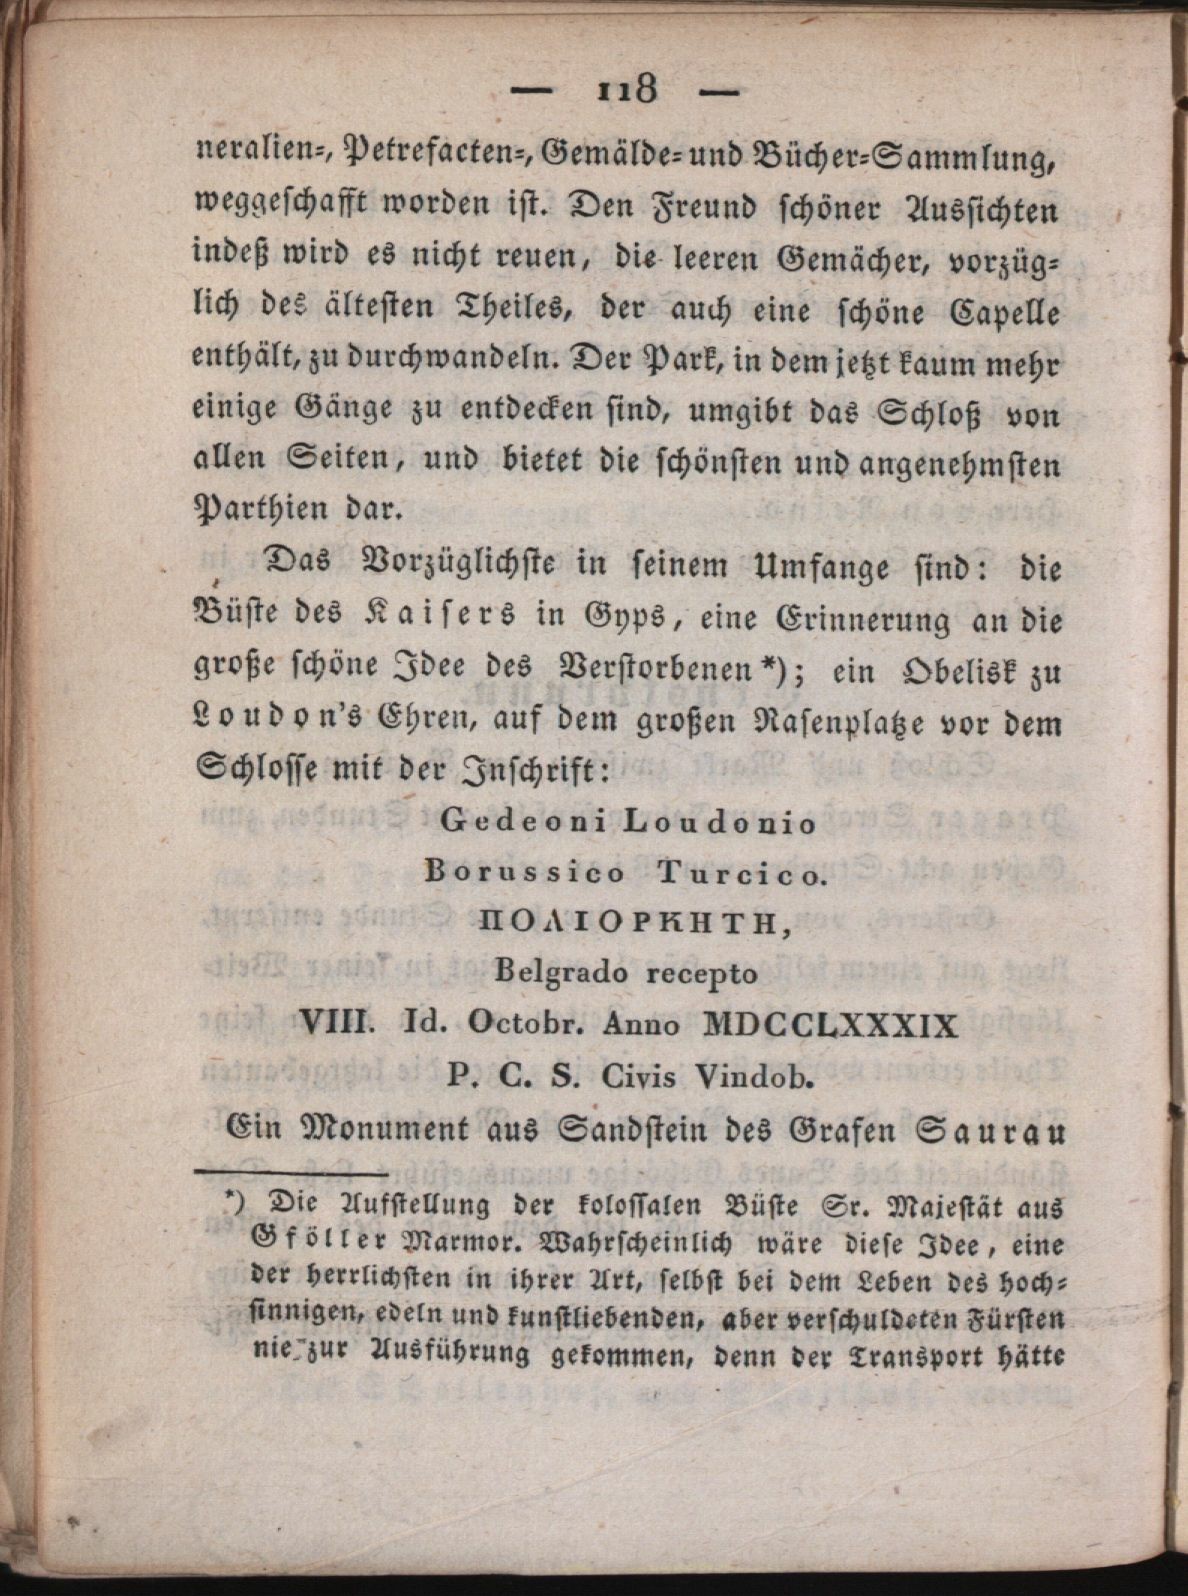 — 118 —
neralien-, Petrefacten-, Gemälde- und Bücher-Sammlung,
weggeschafft worden ist. Den Freund schöner Aussichten
indeß wird es nicht reuen, die leeren Gemächer, vorzüg-
lich des ältesten Theiles, der auch eine schöne Capelle
enthält, zu durchwandeln. Der Park, in dem jetzt kaum mehr
einige Gänge zu entdecken sind, umgibt das Schloß von
allen Seiten, und bietet die schönsten und angenehmsten
Parthien dar.
Das Vorzüglichste in seinem Umfange sind: die
Büste des Kaisers in Gyps, eine Erinnerung an die
große schöne Idee des Verstorbenen *); ein Obelisk zu
Loudon's Ehren, auf dem großen Rasenplatze vor dem
Schlosse mit der Inschrift:
Gedeoni Loudonio
Borussico Turcico.
ΠΟΛΙΟΡΚΗΤΗ,
Belgrado recepto
VIII. Id. Octobr. Anno MDCCLXXXIX
P. C. S. Civis Vindob.
Ein Monument aus Sandstein des Grafen Saurau
*) Die Aufstellung der kolossalen Büste Sr. Majestät aus
Gföller Marmor. Wahrscheinlich wäre diese Idee, eine
der herrlichsten in ihrer Art, selbst bei dem Leben des hoch-
sinnigen, edeln und kunstliebenden, aber verschuldeten Fürsten
nie zur Ausführung gekommen, denn der Transport hätte